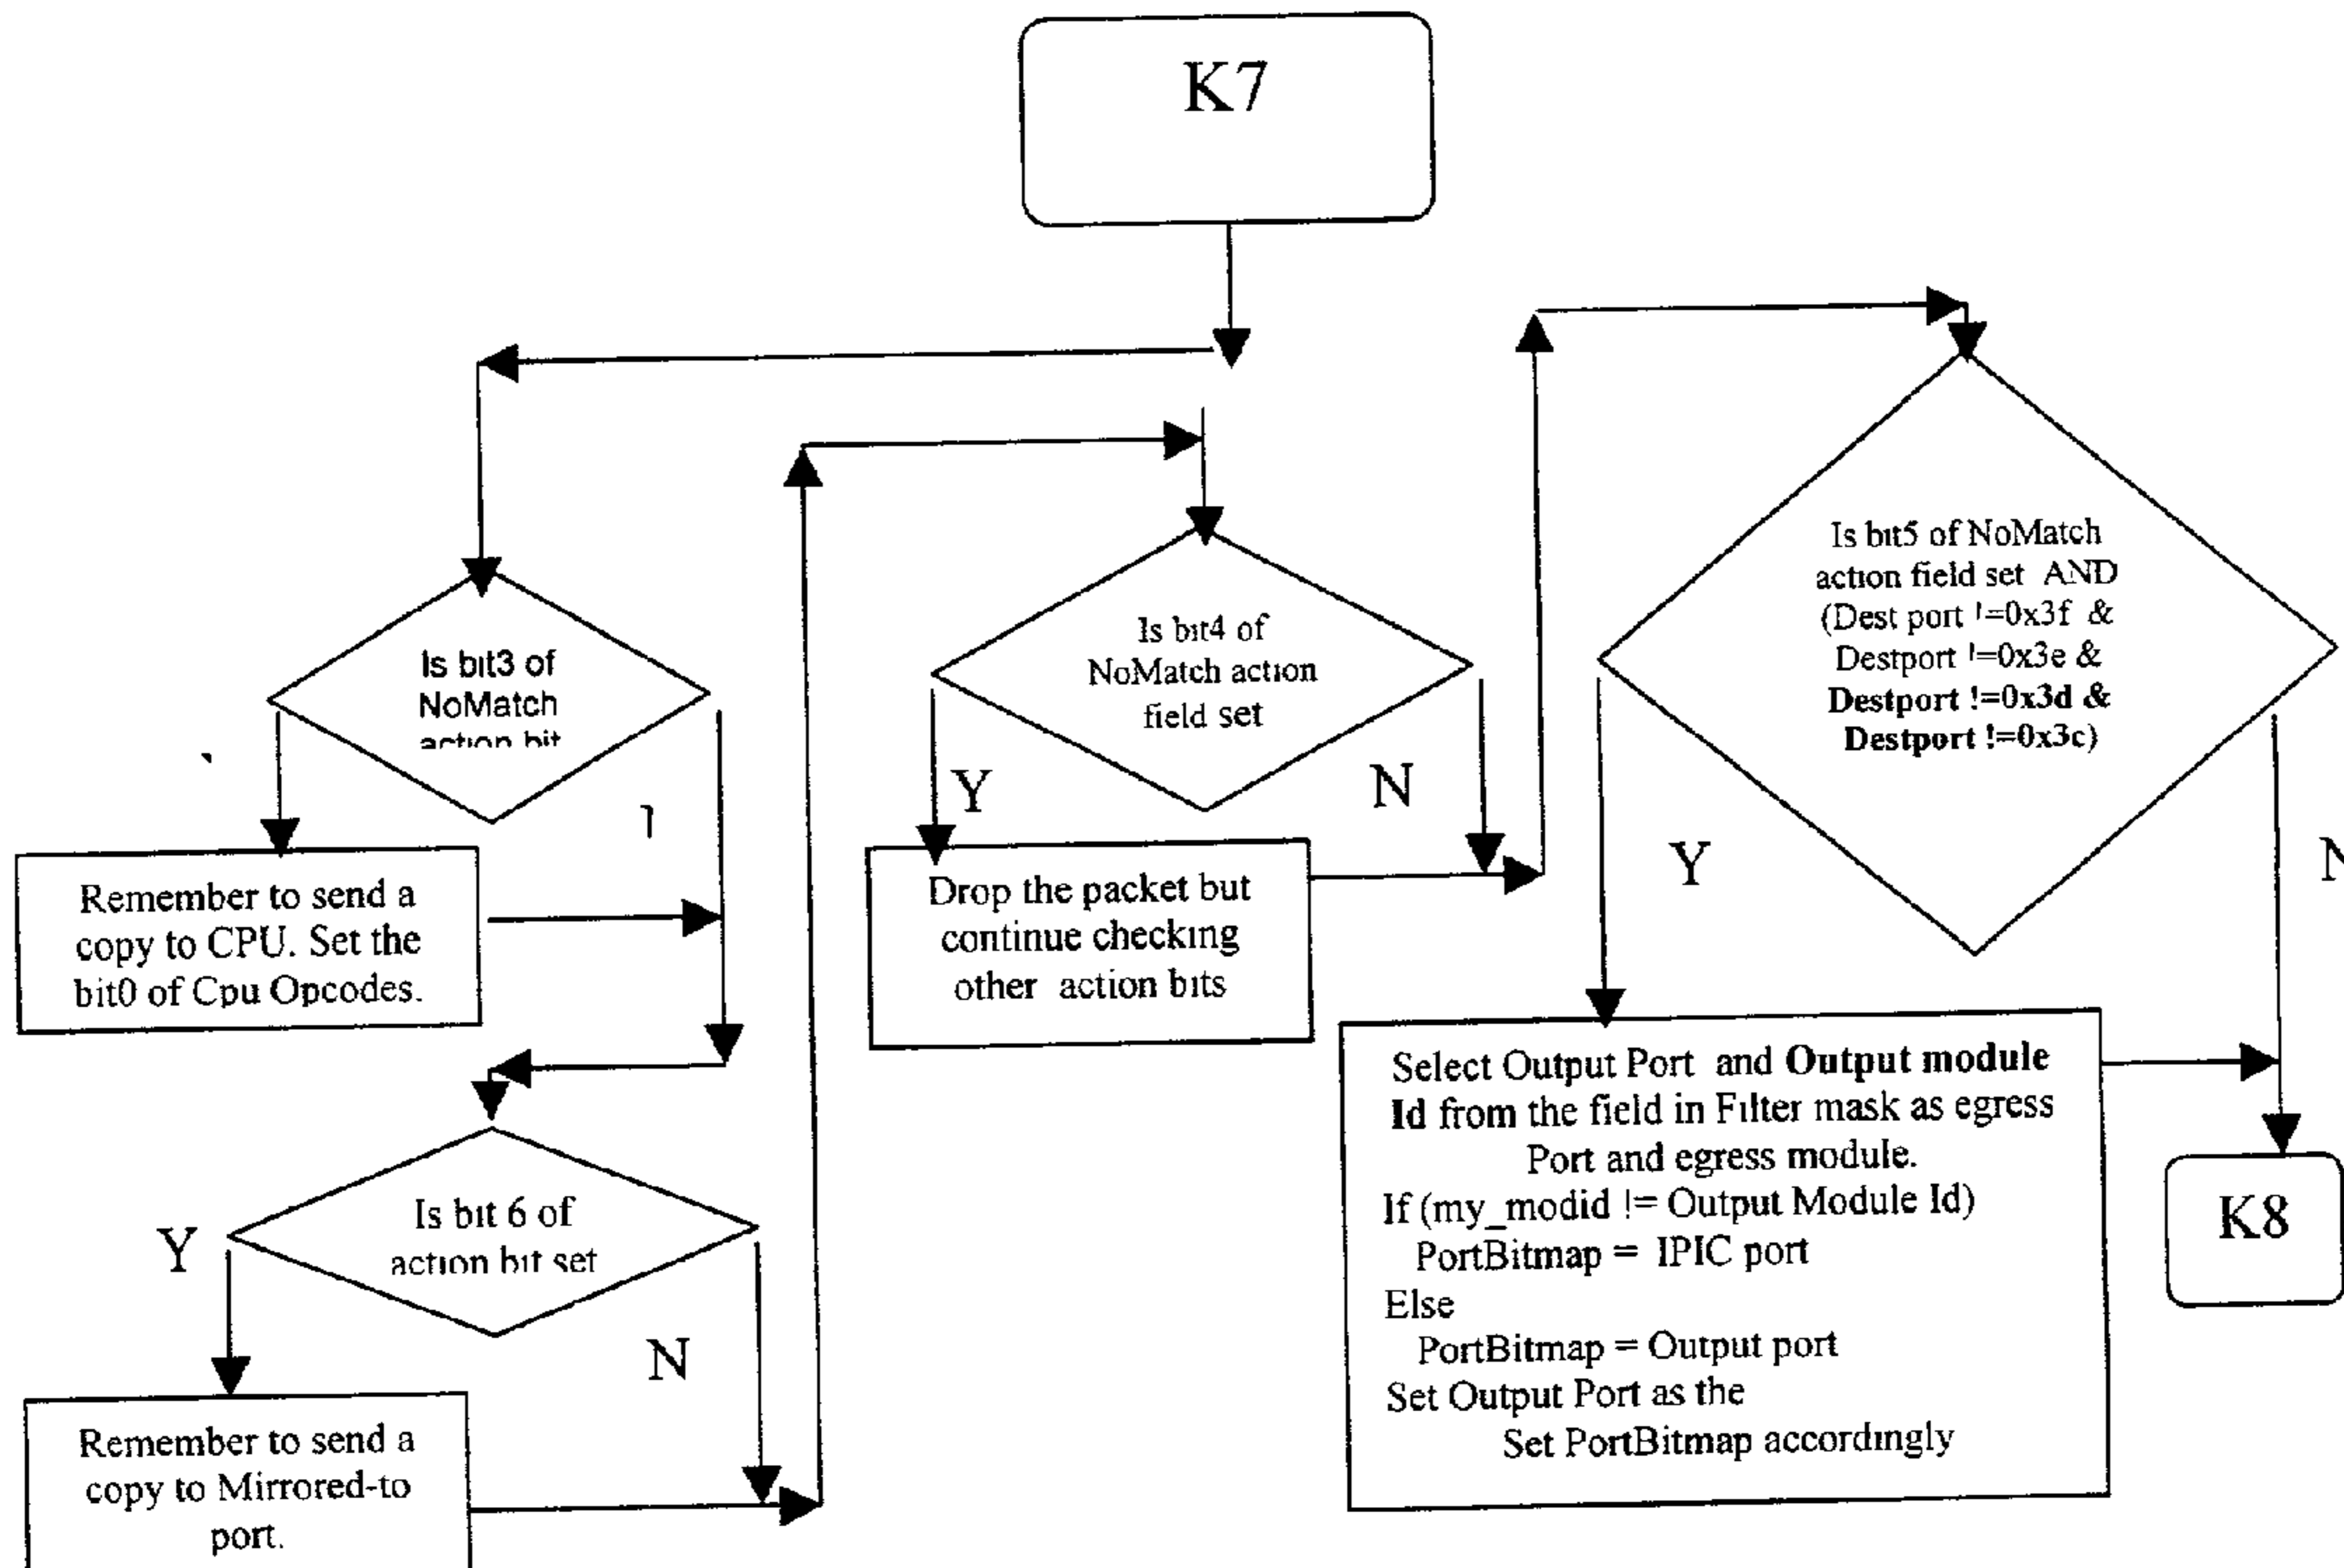 K7
Is bit3 of
NoMatch
action bit
Remember to send a
copy to CPU. Set the
bit0 of Cpu Opcodes.
Is bit 6 of
action bit set
Y
N
Remember to send a
copy to Mirrored-to
port.
Is bit4 of
NoMatch action
field set
Y
N
Drop the packet but
continue checking
other action bits
Is bit5 of NoMatch
action field set AND
(Dest port !=0x3f &
Destport !=0x3e &
Destport !=0x3d &
Destport !=0x3c)
Y
N
Select Output Port and Output module
Id from the field in Filter mask as egress
Port and egress module.
If (my_modid != Output Module Id)
PortBitmap = IPIC port
Else
PortBitmap = Output port
Set Output Port as the
Set PortBitmap accordingly
K8